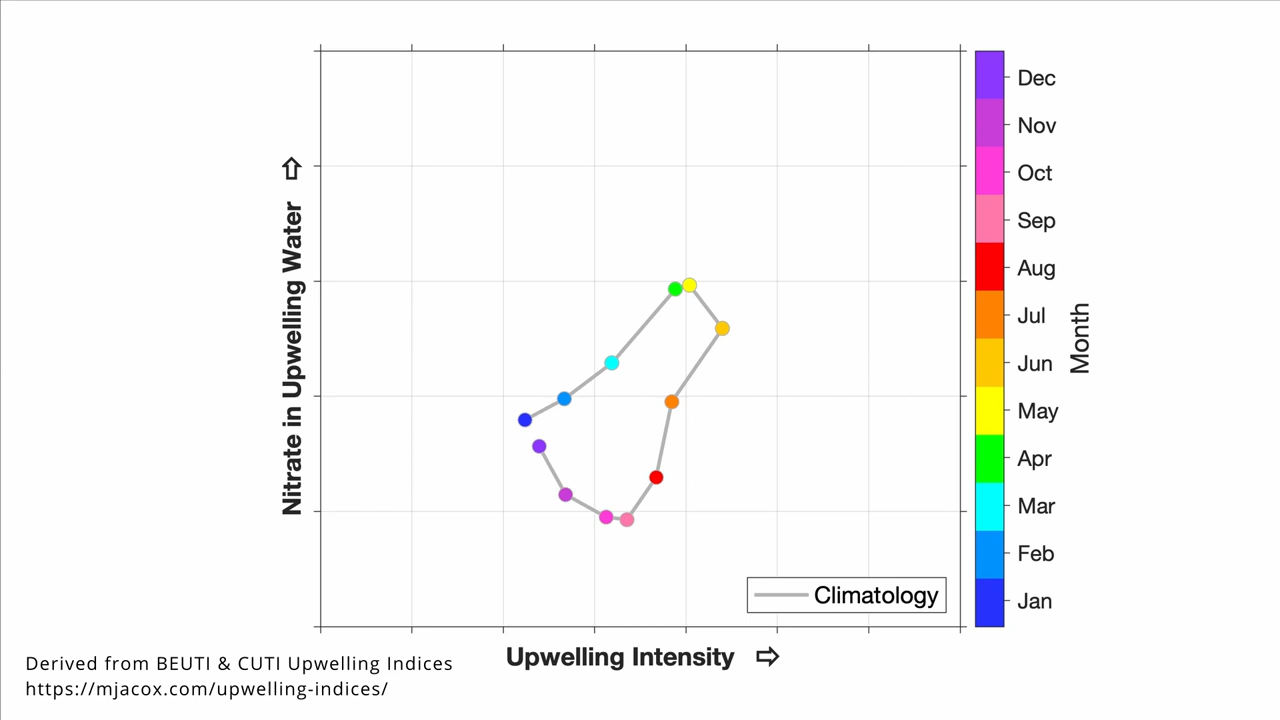 Nitrate in Upwelling Water
Dec
Nov
Oct
Sep
Aug
Jul
Jun
May
Apr
Mar
Feb
Jan
Month
Climatology
Upwelling Intensity
Derived from BEUTI & CUTI Upwelling Indices
https://mjacox.com/upwelling-indices/